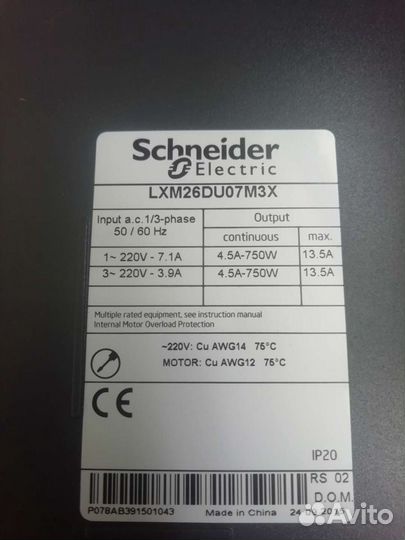 Schneider
Electric
LXM26DU07M3X
Input a.c.1/3-phase
50 / 60 Hz
Output
continuous max.
1~ 220V - 7.1A 4.5A-750W 13.5A
3~ 220V - 3.9A 4.5A-750W 13.5A
Multiple rated equipment, see instruction manual
Internal Motor Overload Protection
~220V: Cu AWG14 75°C
MOTOR: Cu AWG12 75°C
CE
IP20
RS 02
D.O.M.
P078AB391501043 Made in China 24
Avito